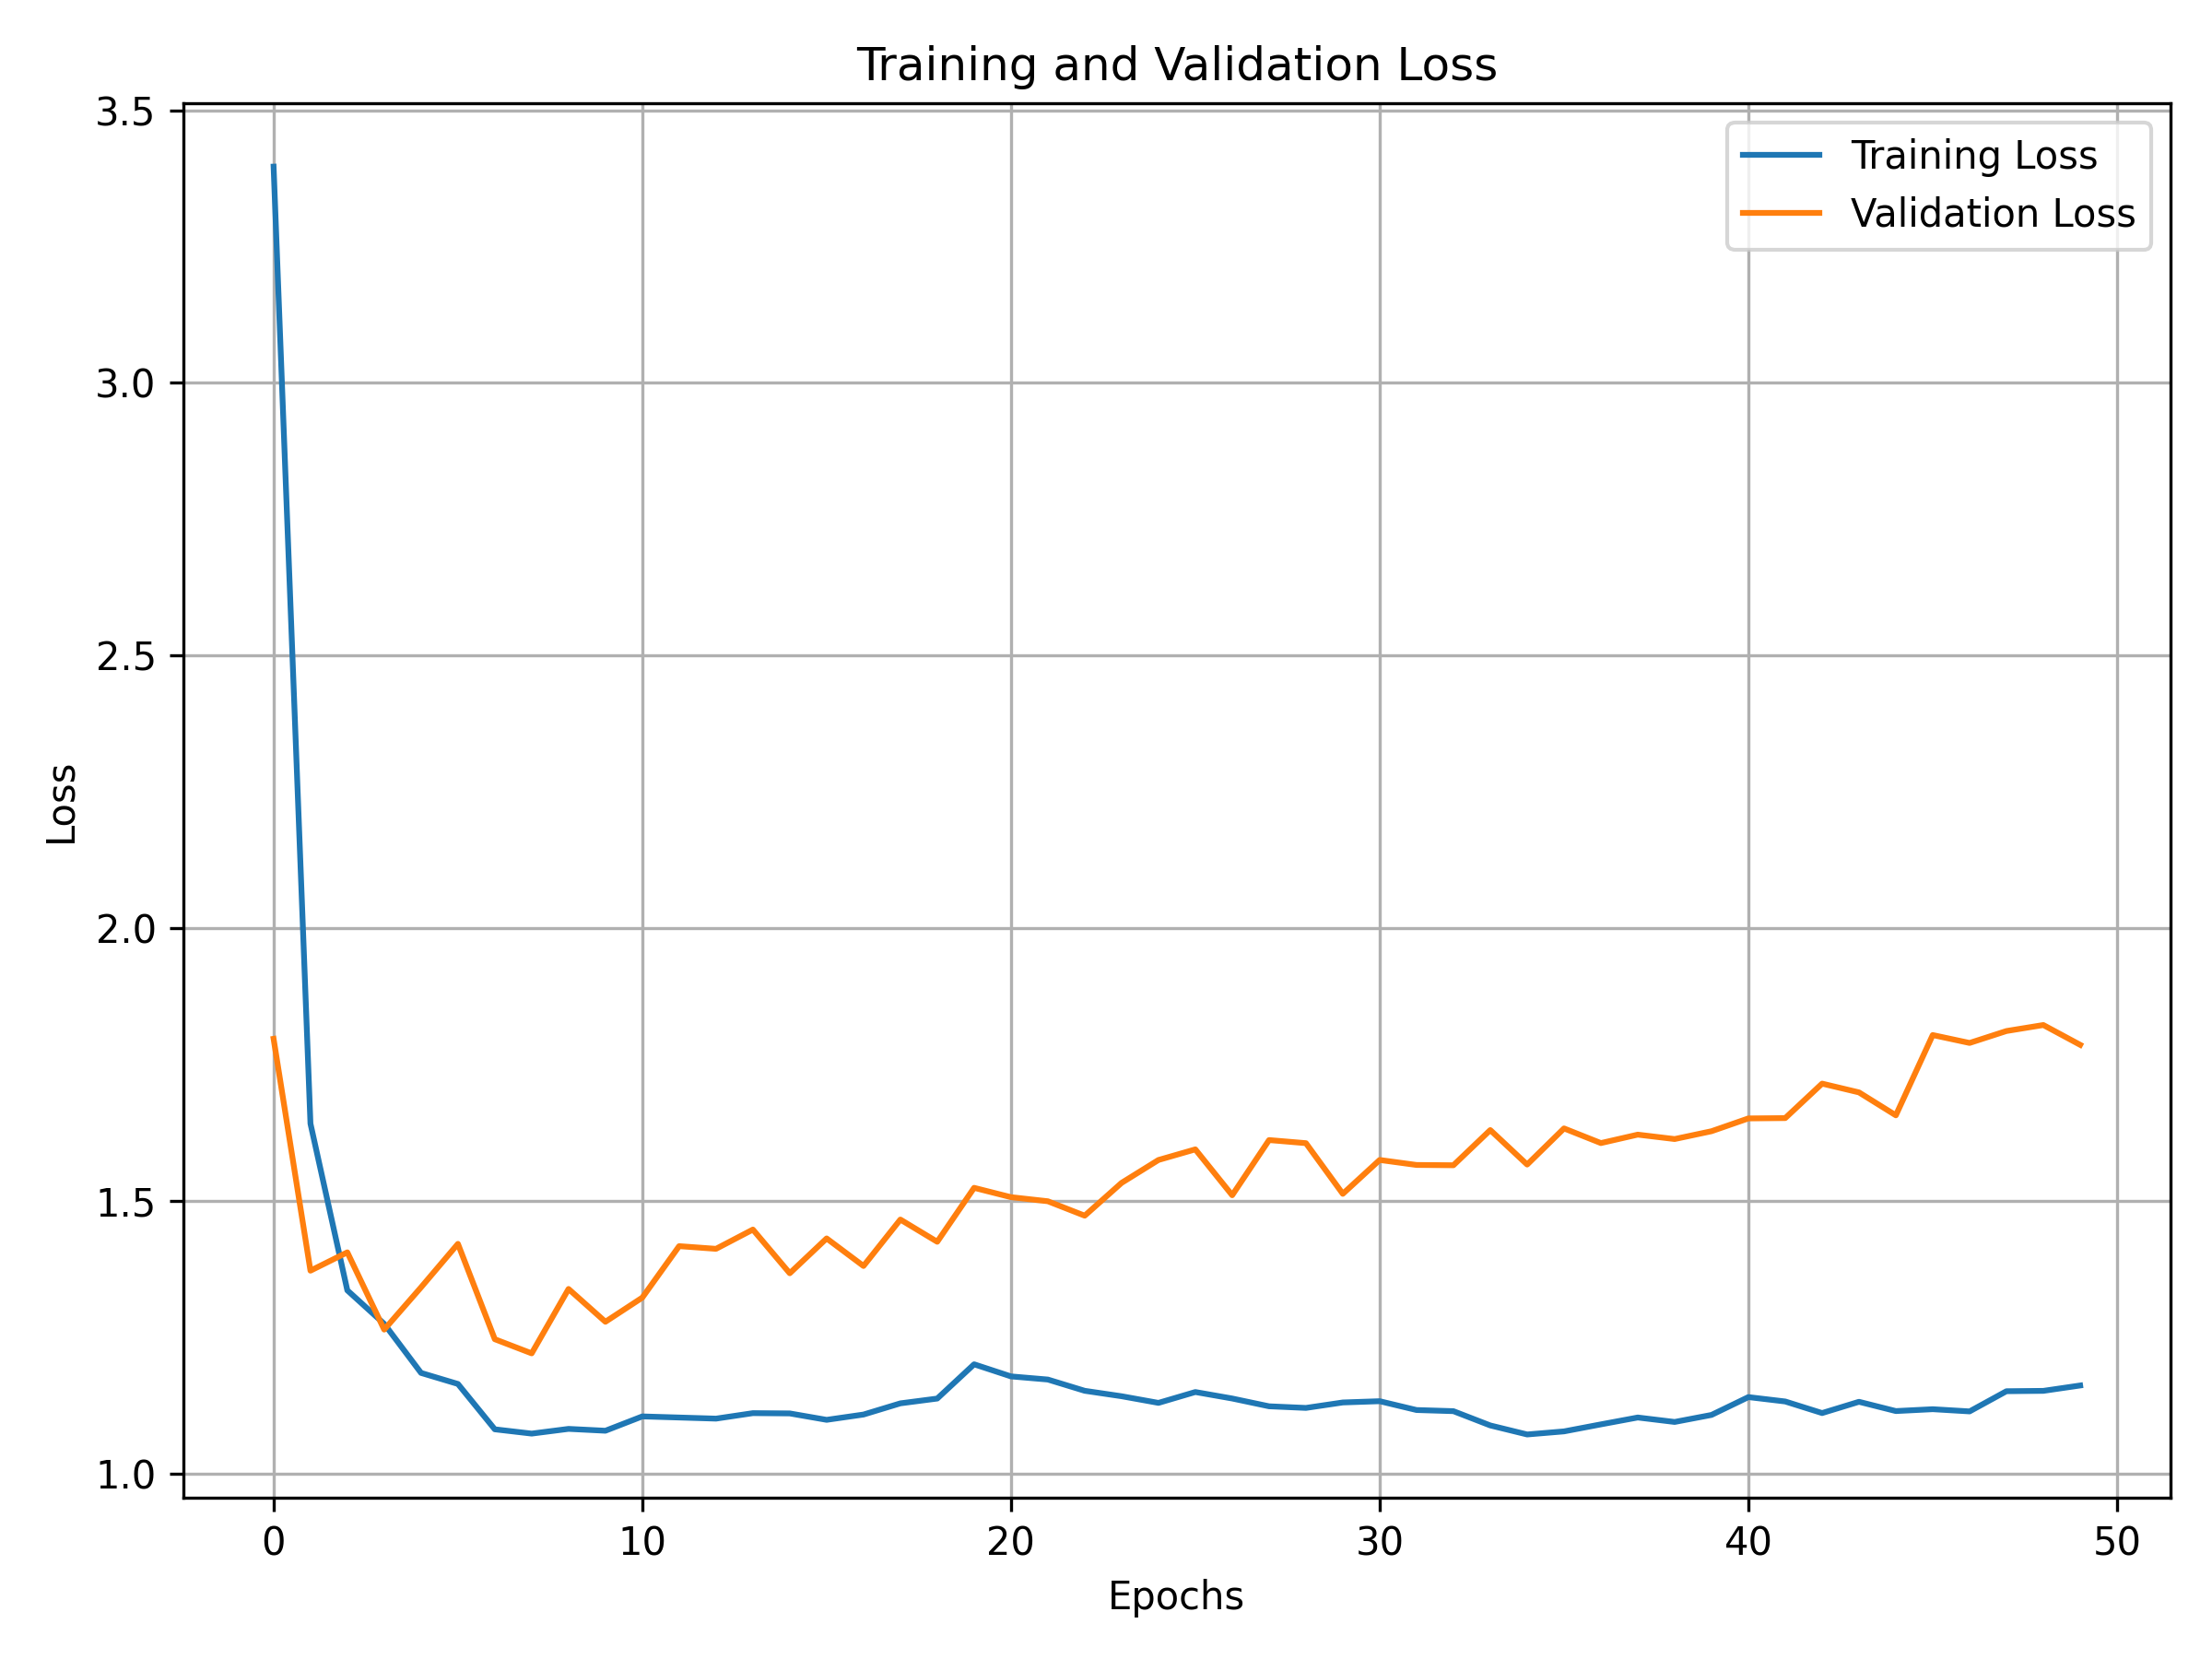 Training and Validation Loss
3.5
3.0
2.5
2.0
1.5
1.0
Loss
Training Loss
Validation Loss
0 10 20 30 40 50
Epochs